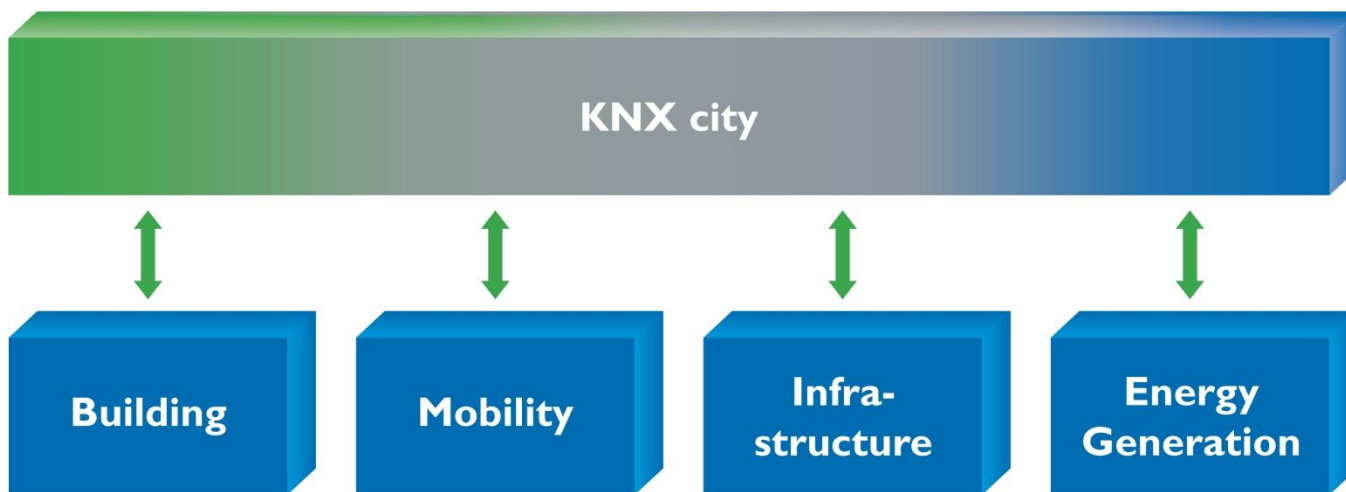 KNX city
Building
Mobility
Infra-
structure
Energy
Generation